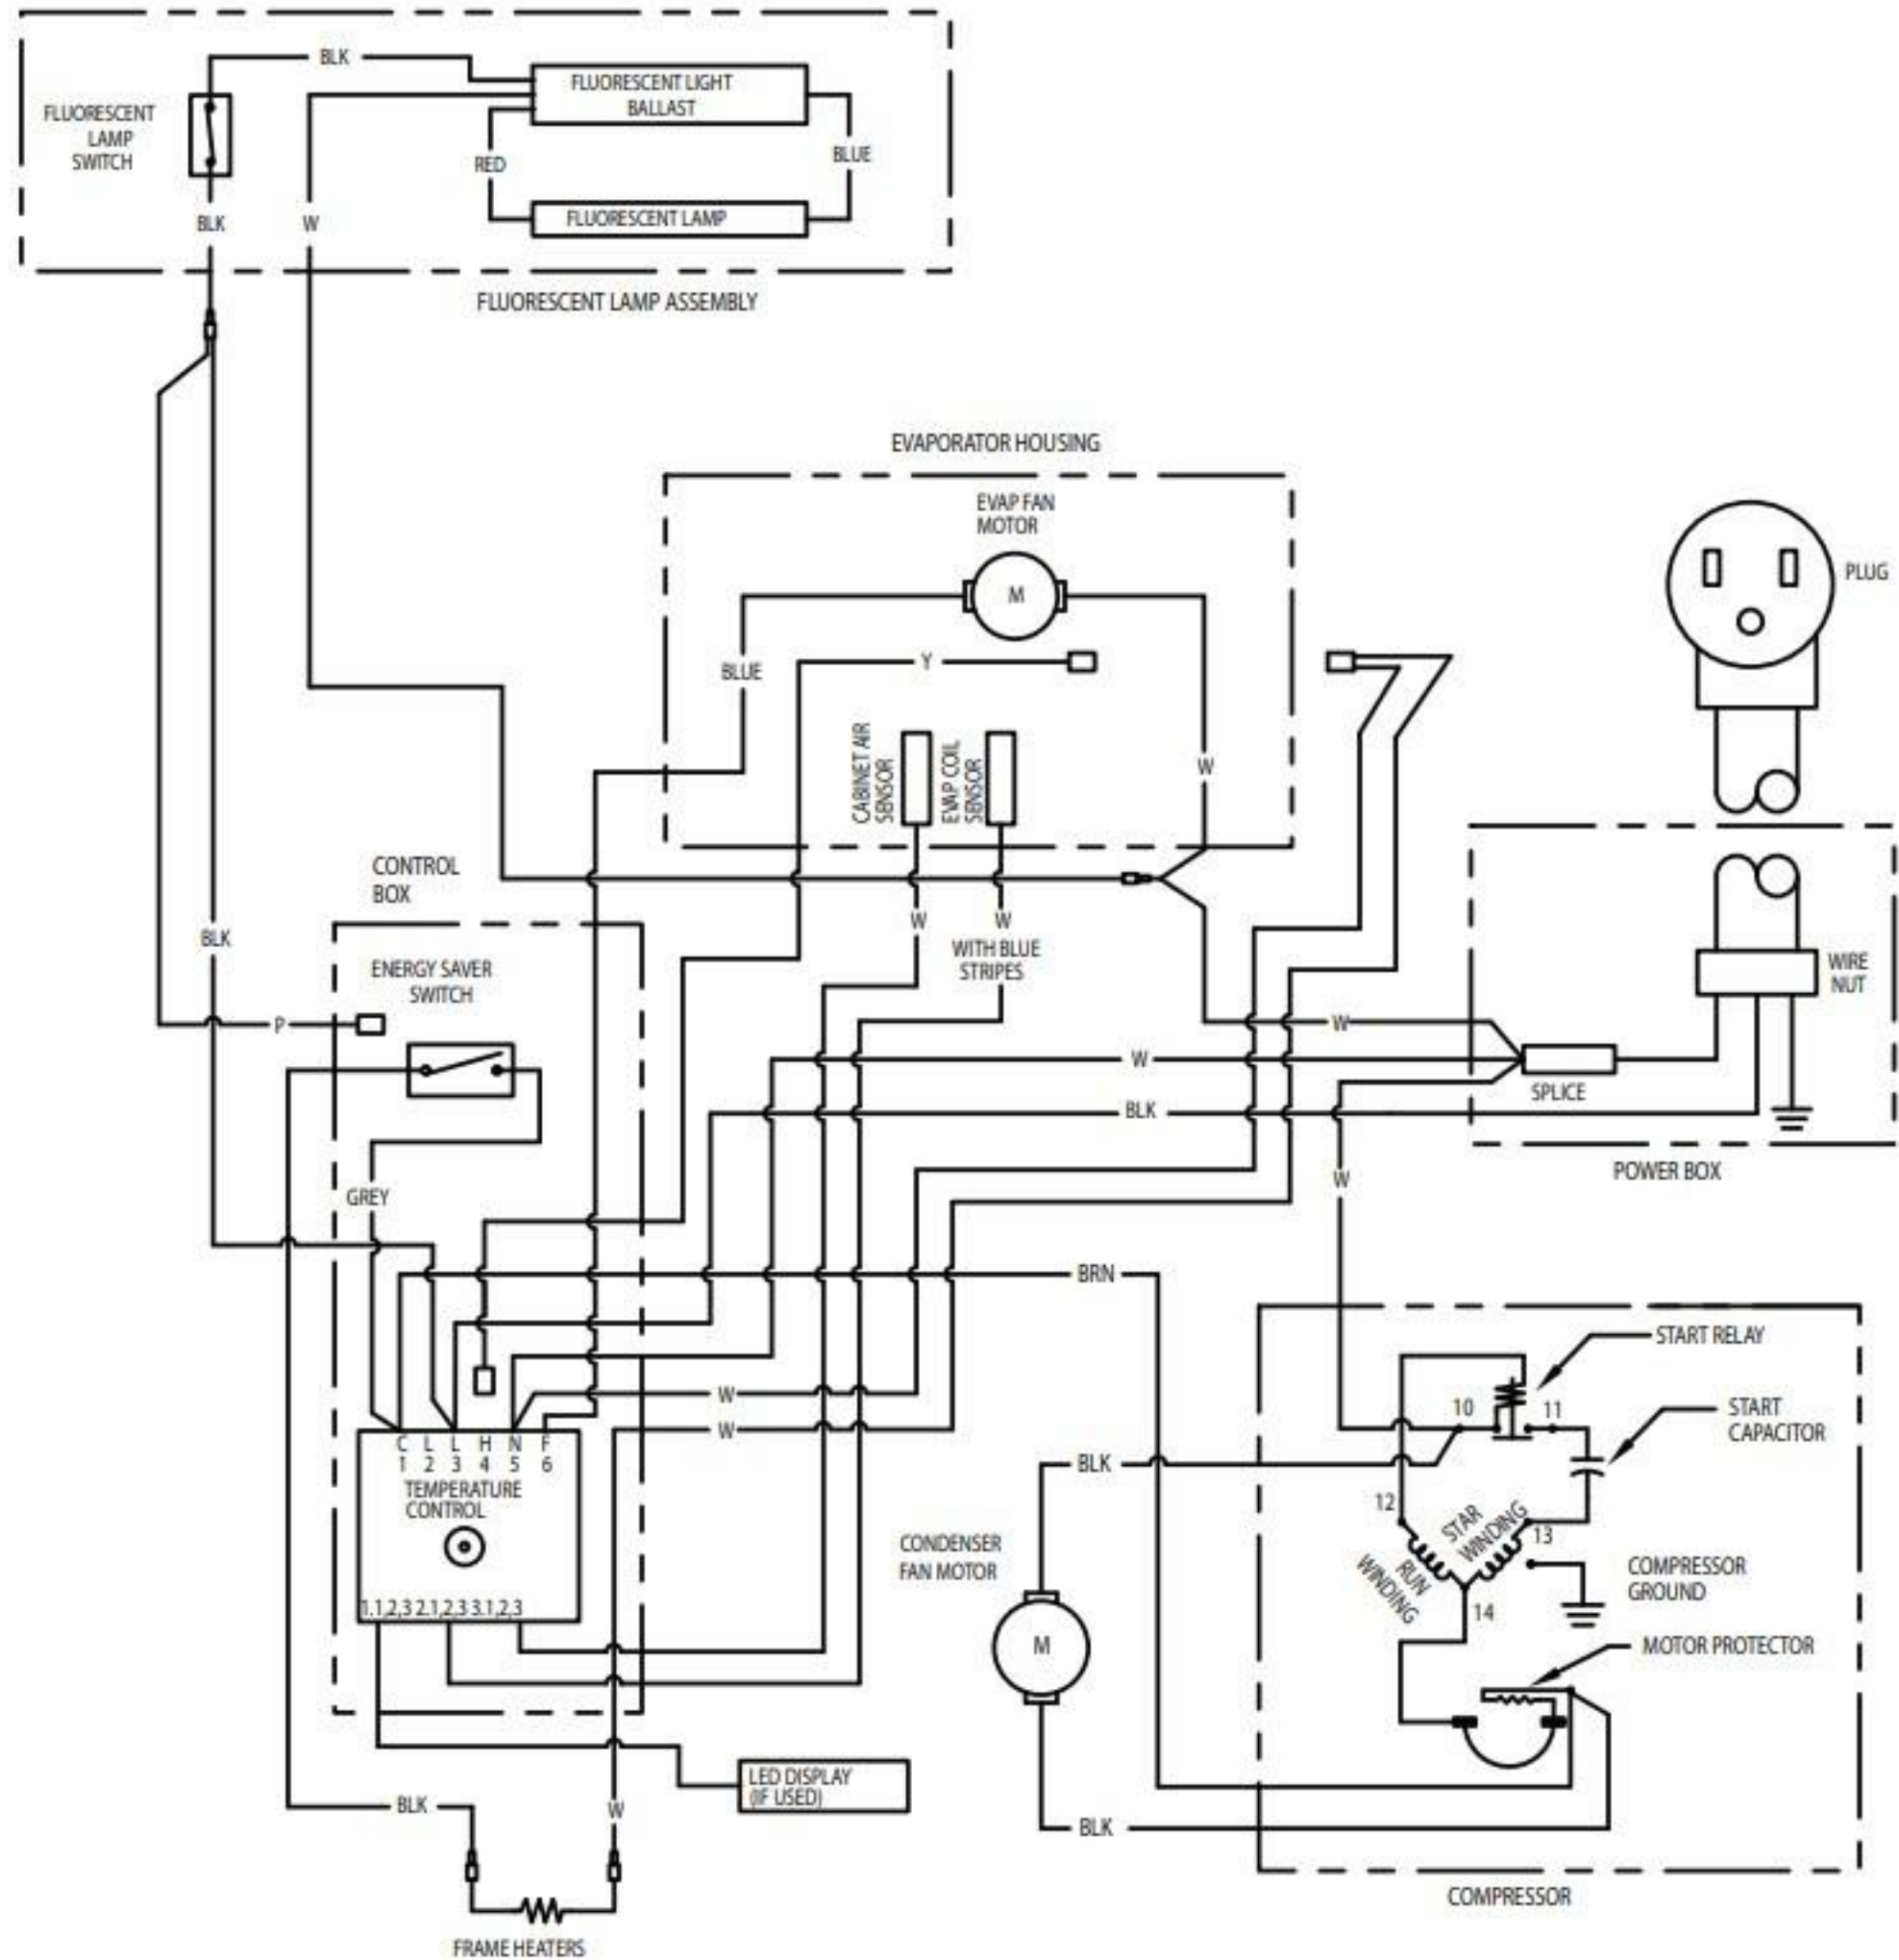 BLK
FLUORESCENT LIGHT
BALLAST
FLUORESCENT
LAMP
SWITCH
RED
BLUE
BLK
W
FLUORESCENT LAMP
FLUORESCENT LAMP ASSEMBLY
EVAPORATOR HOUSING
EVAP FAN
MOTOR
M
PLUG
BLUE
Y
W
CABINET AIR
SENSOR
EVAP COIL
SENSOR
CONTROL
BOX
W
W
WITH BLUE
STRIPES
BLK
ENERGY SAVER
SWITCH
WIRE
NUT
P
W
W
SPLICE
BLK
POWER BOX
W
GREY
BRN
START RELAY
W
10
11
START
CAPACITOR
W
C L L H N F
1 2 3 4 5 6
TEMPERATURE
CONTROL
BLK
12
STAR
WINDING
13
CONDENSER
FAN MOTOR
RUN
WINDING
COMPRESSOR
GROUND
14
1.1,2,3 2.1,2,3 3.1,2,3
M
MOTOR PROTECTOR
LED DISPLAY
(IF USED)
BLK
W
BLK
COMPRESSOR
FRAME HEATERS